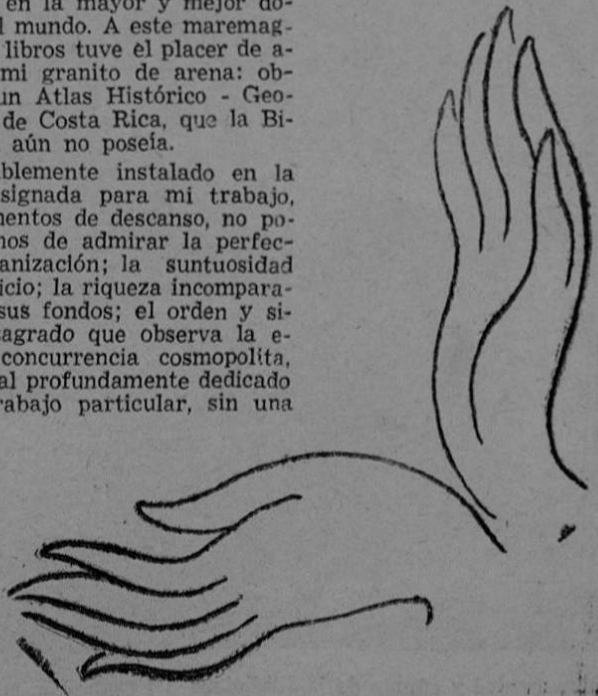 en la mayor y mejor do-
l mundo. A este maremag-
libros tuve el placer de a-
mi granito de arena: ob-
un Atlas Histórico - Geo-
de Costa Rica, que la Bi-
aún no poseía.
blemente instalado en la
signada para mi trabajo,
mentos de descanso, no po-
nos de admirar la perfec-
anización; la suntuosidad
icio; la riqueza incompara-
sus fondos; el orden y si-
agrado que observa la e-
concurrencia cosmopolita,
al profundamente dedicado
rabajo particular, sin una